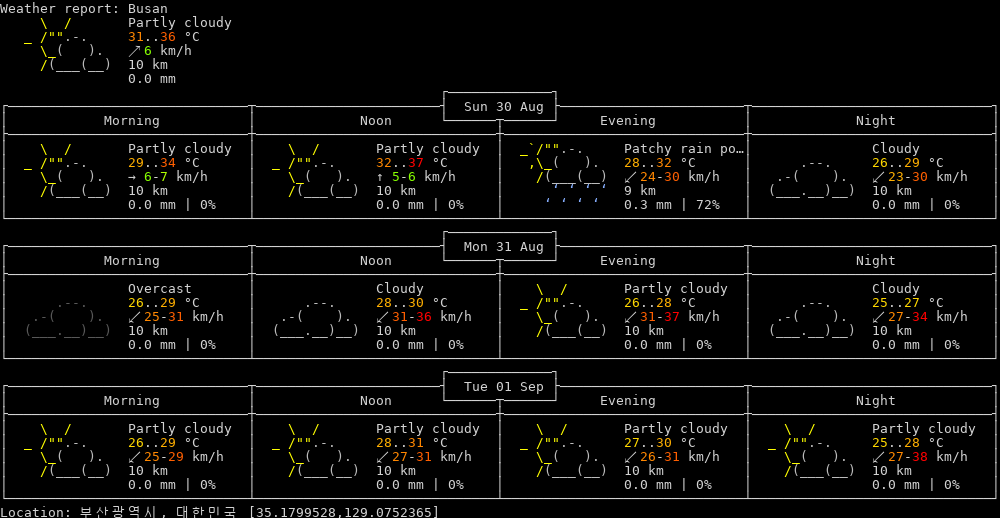 Weather report: Busan
Partly cloudy
31..36 °C
↗ 6 km/h
10 km
0.0 mm
Sun 30 Aug
Morning Noon Evening Night
Partly cloudy Partly cloudy Patchy rain po… Cloudy
29..34 °C 32..37 °C 28..32 °C 26..29 °C
→ 6-7 km/h ↑ 5-6 km/h ↙ 24-30 km/h ↙ 23-30 km/h
10 km 10 km 9 km 10 km
0.0 mm | 0% 0.0 mm | 0% 0.3 mm | 72% 0.0 mm | 0%
Mon 31 Aug
Morning Noon Evening Night
Overcast Cloudy Partly cloudy Cloudy
26..29 °C 28..30 °C 26..28 °C 25..27 °C
↙ 25-31 km/h ↙ 31-36 km/h ↙ 31-37 km/h ↙ 27-34 km/h
10 km 10 km 10 km 10 km
0.0 mm | 0% 0.0 mm | 0% 0.0 mm | 0% 0.0 mm | 0%
Tue 01 Sep
Morning Noon Evening Night
Partly cloudy Partly cloudy Partly cloudy Partly cloudy
26..29 °C 28..31 °C 27..30 °C 25..28 °C
↙ 25-29 km/h ↙ 27-31 km/h ↙ 26-31 km/h ↙ 27-38 km/h
10 km 10 km 10 km 10 km
0.0 mm | 0% 0.0 mm | 0% 0.0 mm | 0% 0.0 mm | 0%
Location: 부산광역시, 대한민국 [35.1799528,129.0752365]